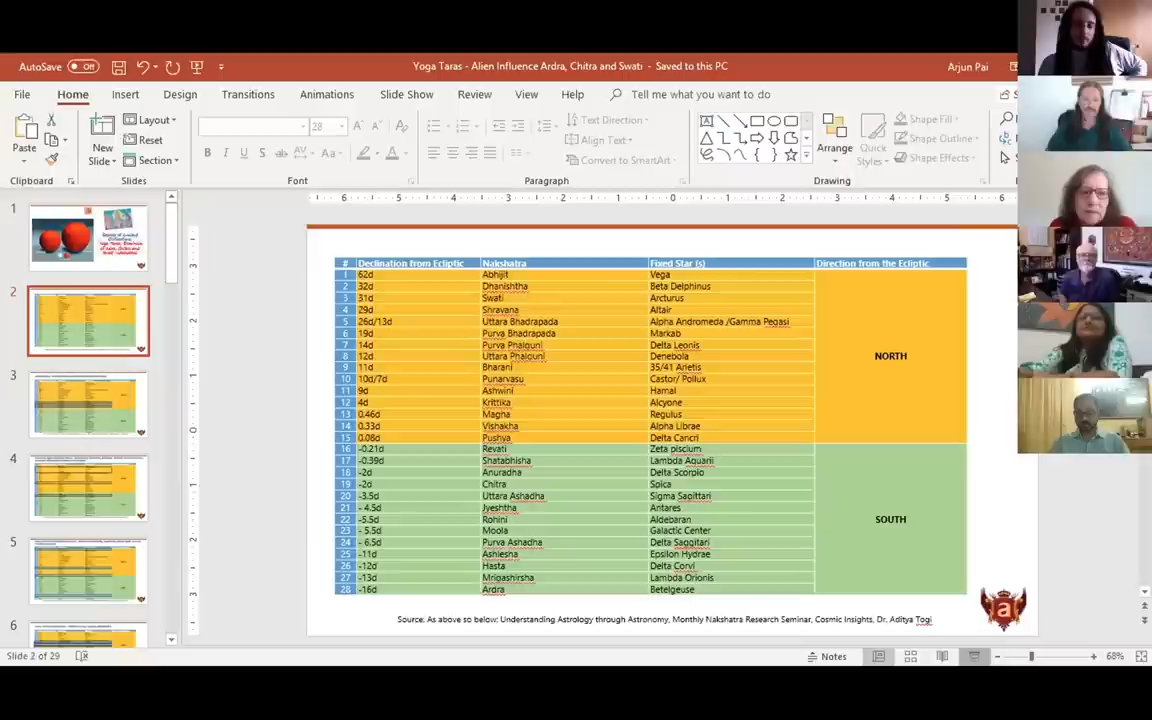 AutoSave Off Yoga Taras - Alien Influence Ardra, Chitra and Swati - Saved to this PC Arjun Pai
File Home Insert Design Transitions Animations Slide Show Review View Help Tell me what you want to do
Paste
Clipboard
New Slide
Layout
Reset
Section
Slides
28
Font
Text Direction
Align Text
Convert to SmartArt
Paragraph
Arrange
Quick Styles
Shape Fill
Shape Outline
Shape Effects
Drawing
1
2
3
4
5
6
# Declination from Ecliptic Nakshatra Fixed Star (s) Direction from the Ecliptic
1 62d Abhijit Vega
2 32d Dhanishtha Beta Delphinus
3 31d Swati Arcturus
4 29d Shravana Altair
5 26d/13d Uttara Bhadrapada Alpha Andromeda /Gamma Pegasi
6 19d Purva Bhadrapada Markab
7 14d Purva Phalguni Delta Leonis
8 12d Uttara Phalguni Denebola
9 11d Bharani 35/41 Arietis
10 10d/7d Punarvasu Castor/ Pollux
11 9d Ashwini Hamal
12 4d Krittika Alcyone
13 0.46d Magha Regulus
14 0.33d Vishakha Alpha Librae
15 0.08d Pushya Delta Cancri
NORTH
16 -0.21d Revati Zeta piscium
17 -0.39d Shatabhisha Lambda Aquarii
18 -2d Anuradha Delta Scorpio
19 -2d Chitra Spica
20 -3.5d Uttara Ashadha Sigma Sagittari
21 - 4.5d Jyeshtha Antares
22 -5.5d Rohini Aldebaran
23 - 5.5d Moola Galactic Center
24 - 6.5d Purva Ashadha Delta Saggitari
25 -11d Ashlesha Epsilon Hydrae
26 -12d Hasta Delta Corvi
27 -13d Mrigashirsha Lambda Orionis
28 -16d Ardra Betelgeuse
SOUTH
Source: As above so below: Understanding Astrology through Astronomy, Monthly Nakshatra Research Seminar, Cosmic Insights, Dr. Aditya Togi
a
Slide 2 of 29 Notes 68%